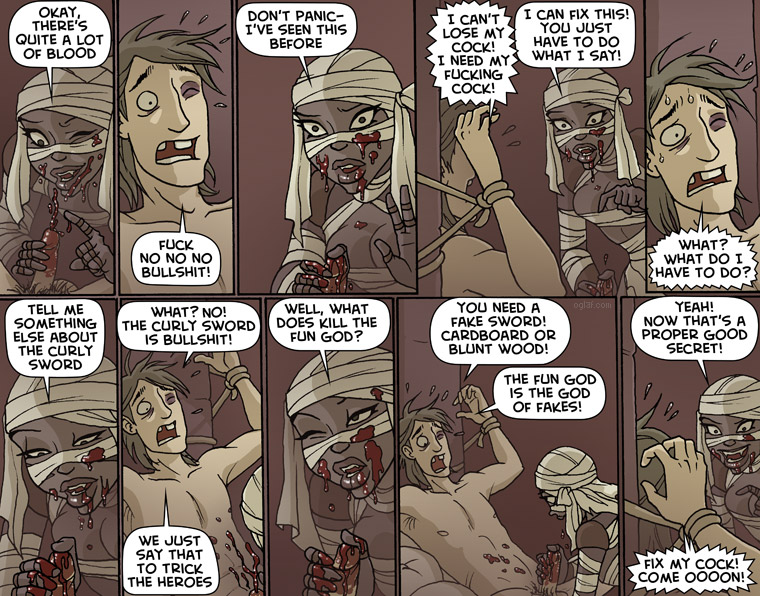 OKAY,
THERE'S
QUITE A LOT
OF BLOOD
FUCK
NO NO NO
BULLSHIT!
DON'T PANIC-
I'VE SEEN THIS
BEFORE
I CAN'T
LOSE MY
COCK!
I NEED MY
FUCKING
COCK!
I CAN FIX THIS!
YOU JUST
HAVE TO DO
WHAT I SAY!
WHAT?
WHAT DO I
HAVE TO DO?
TELL ME
SOMETHING
ELSE ABOUT
THE CURLY
SWORD
WHAT? NO!
THE CURLY SWORD
IS BULLSHIT!
WE JUST
SAY THAT
TO TRICK
THE HEROES
WELL, WHAT
DOES KILL THE
FUN GOD?
YOU NEED A
FAKE SWORD!
CARDBOARD OR
BLUNT WOOD!
oglaf.com
THE FUN GOD
IS THE GOD
OF FAKES!
YEAH!
NOW THAT'S A
PROPER GOOD
SECRET!
FIX MY COCK!
COME OOOON!